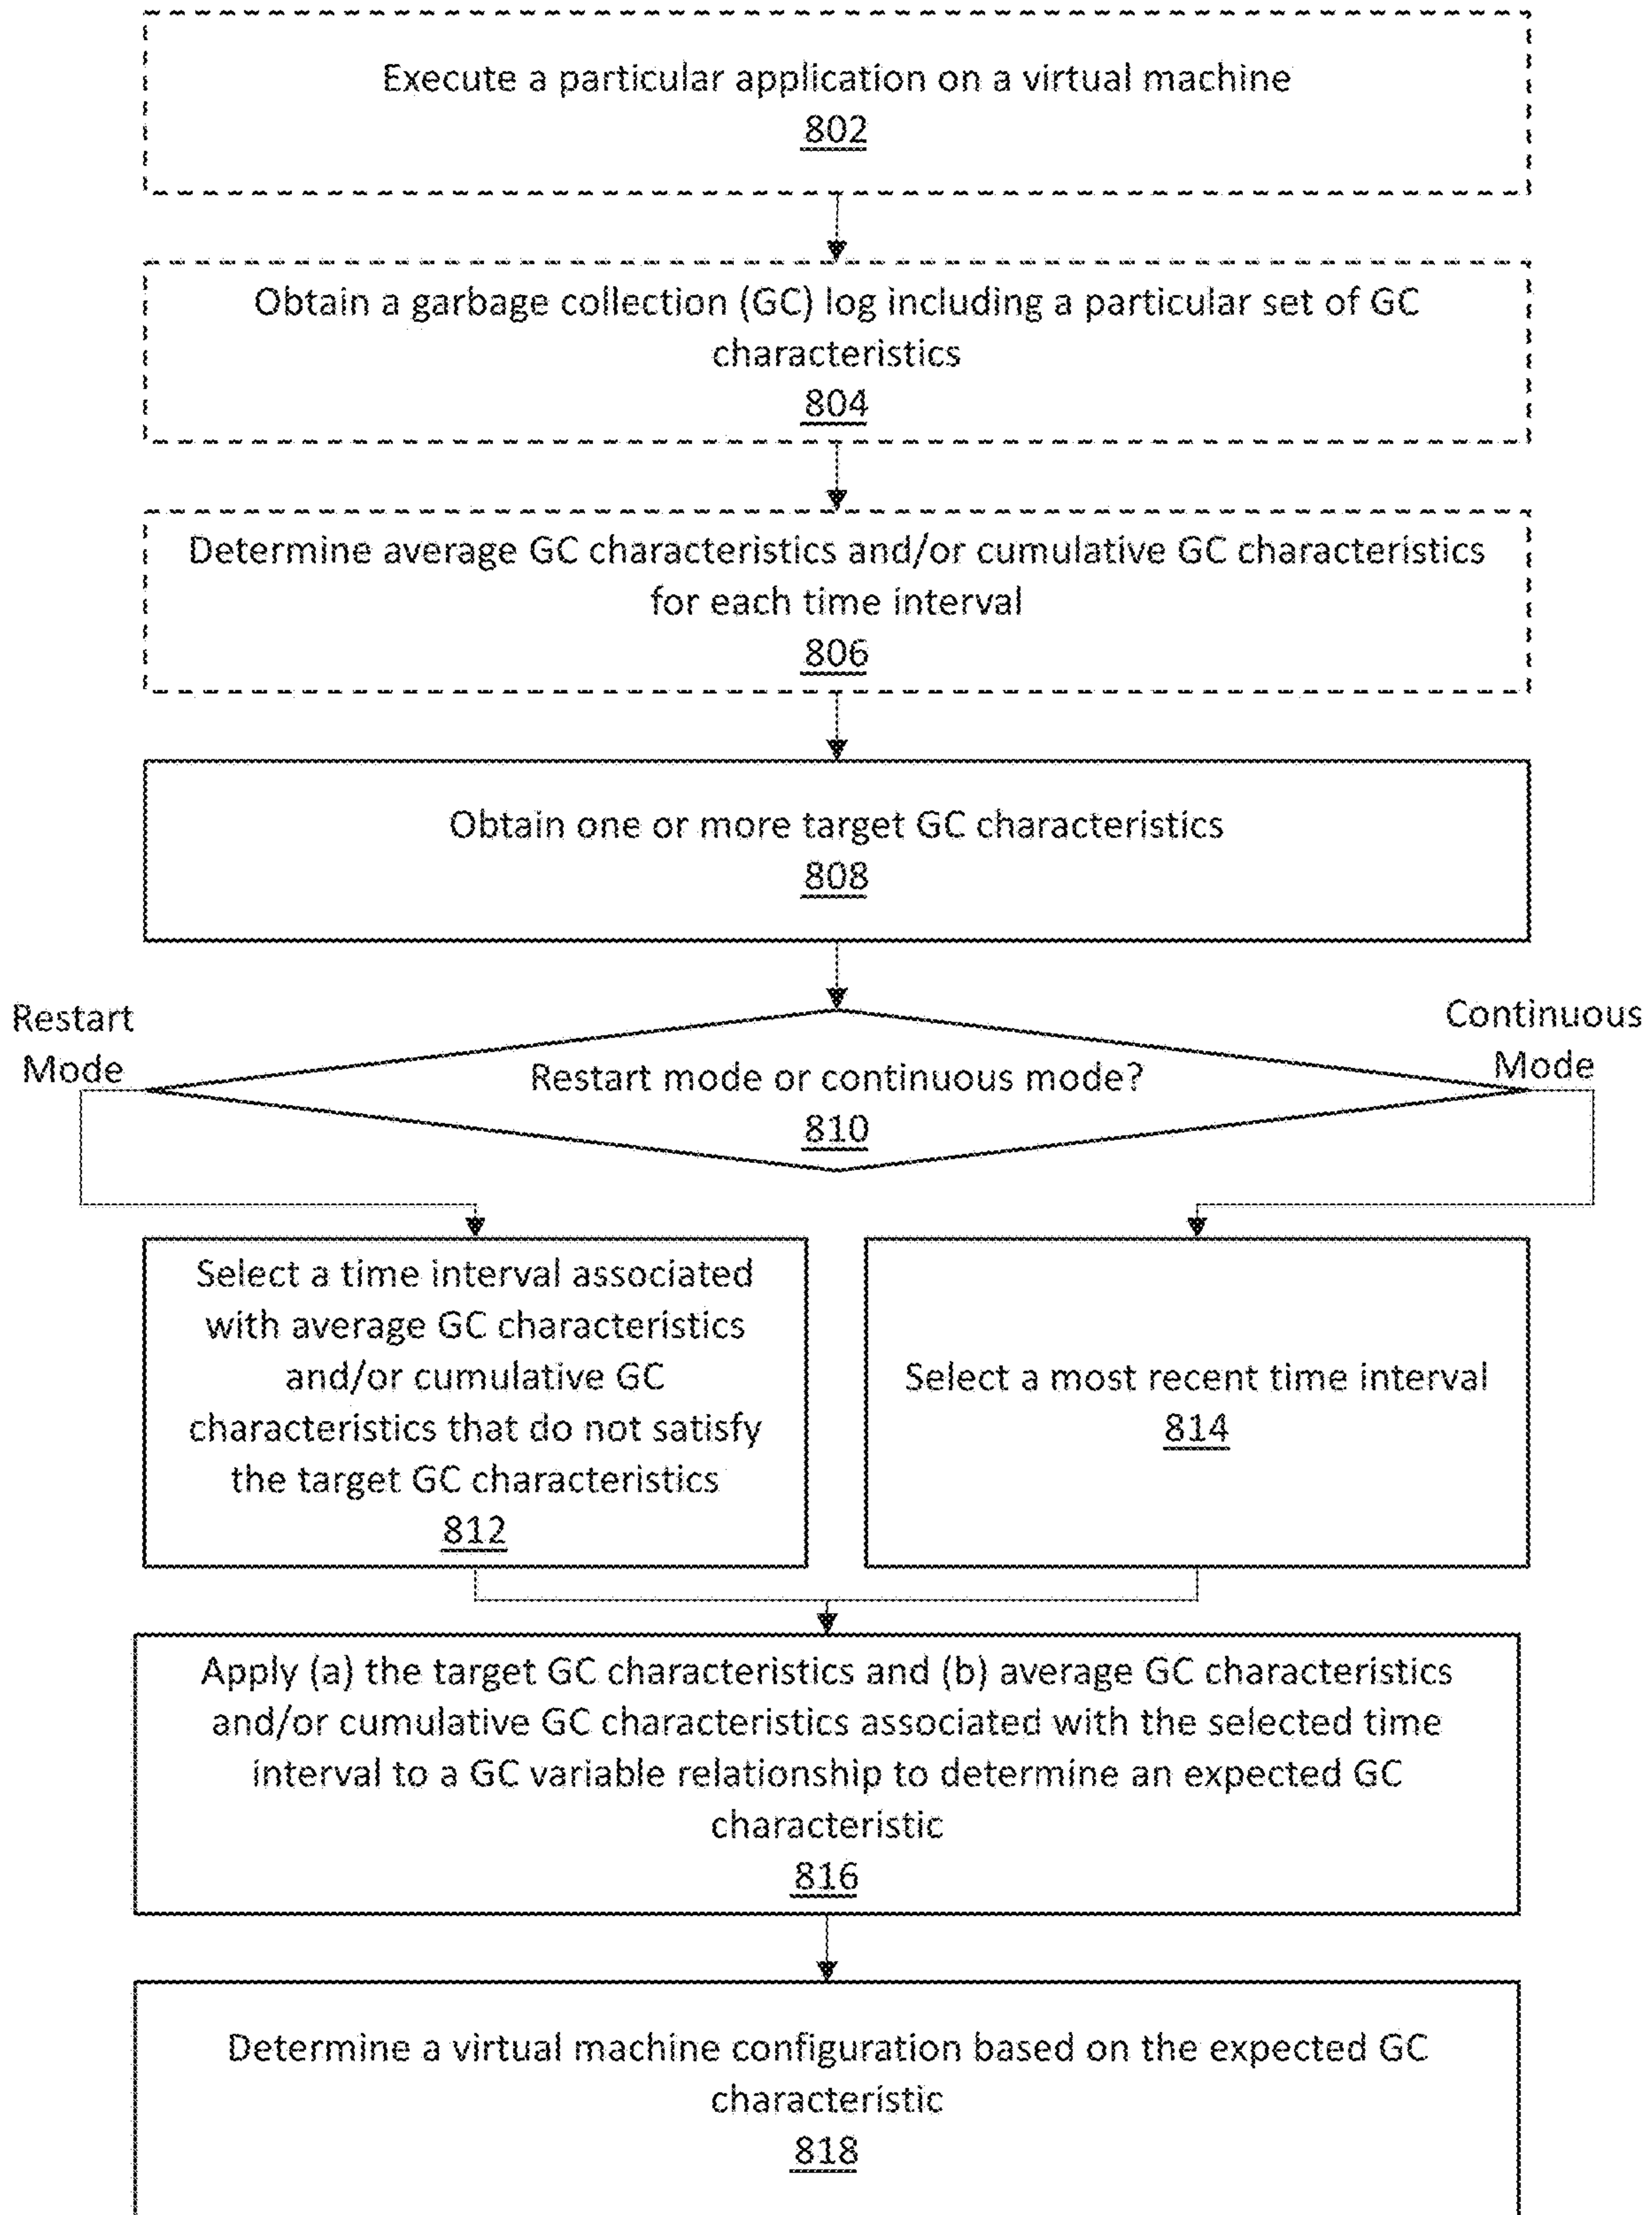 Execute a particular application on a virtual machine
802
Obtain a garbage collection (GC) log including a particular set of GC
characteristics
804
Determine average GC characteristics and/or cumulative GC characteristics
for each time interval
806
Obtain one or more target GC characteristics
808
Restart
Mode
Continuous
Mode
Restart mode or continuous mode?
810
Select a time interval associated
with average GC characteristics
and/or cumulative GC
characteristics that do not satisfy
the target GC characteristics
812
Select a most recent time interval
814
Apply (a) the target GC characteristics and (b) average GC characteristics
and/or cumulative GC characteristics associated with the selected time
interval to a GC variable relationship to determine an expected GC
characteristic
816
Determine a virtual machine configuration based on the expected GC
characteristic
818